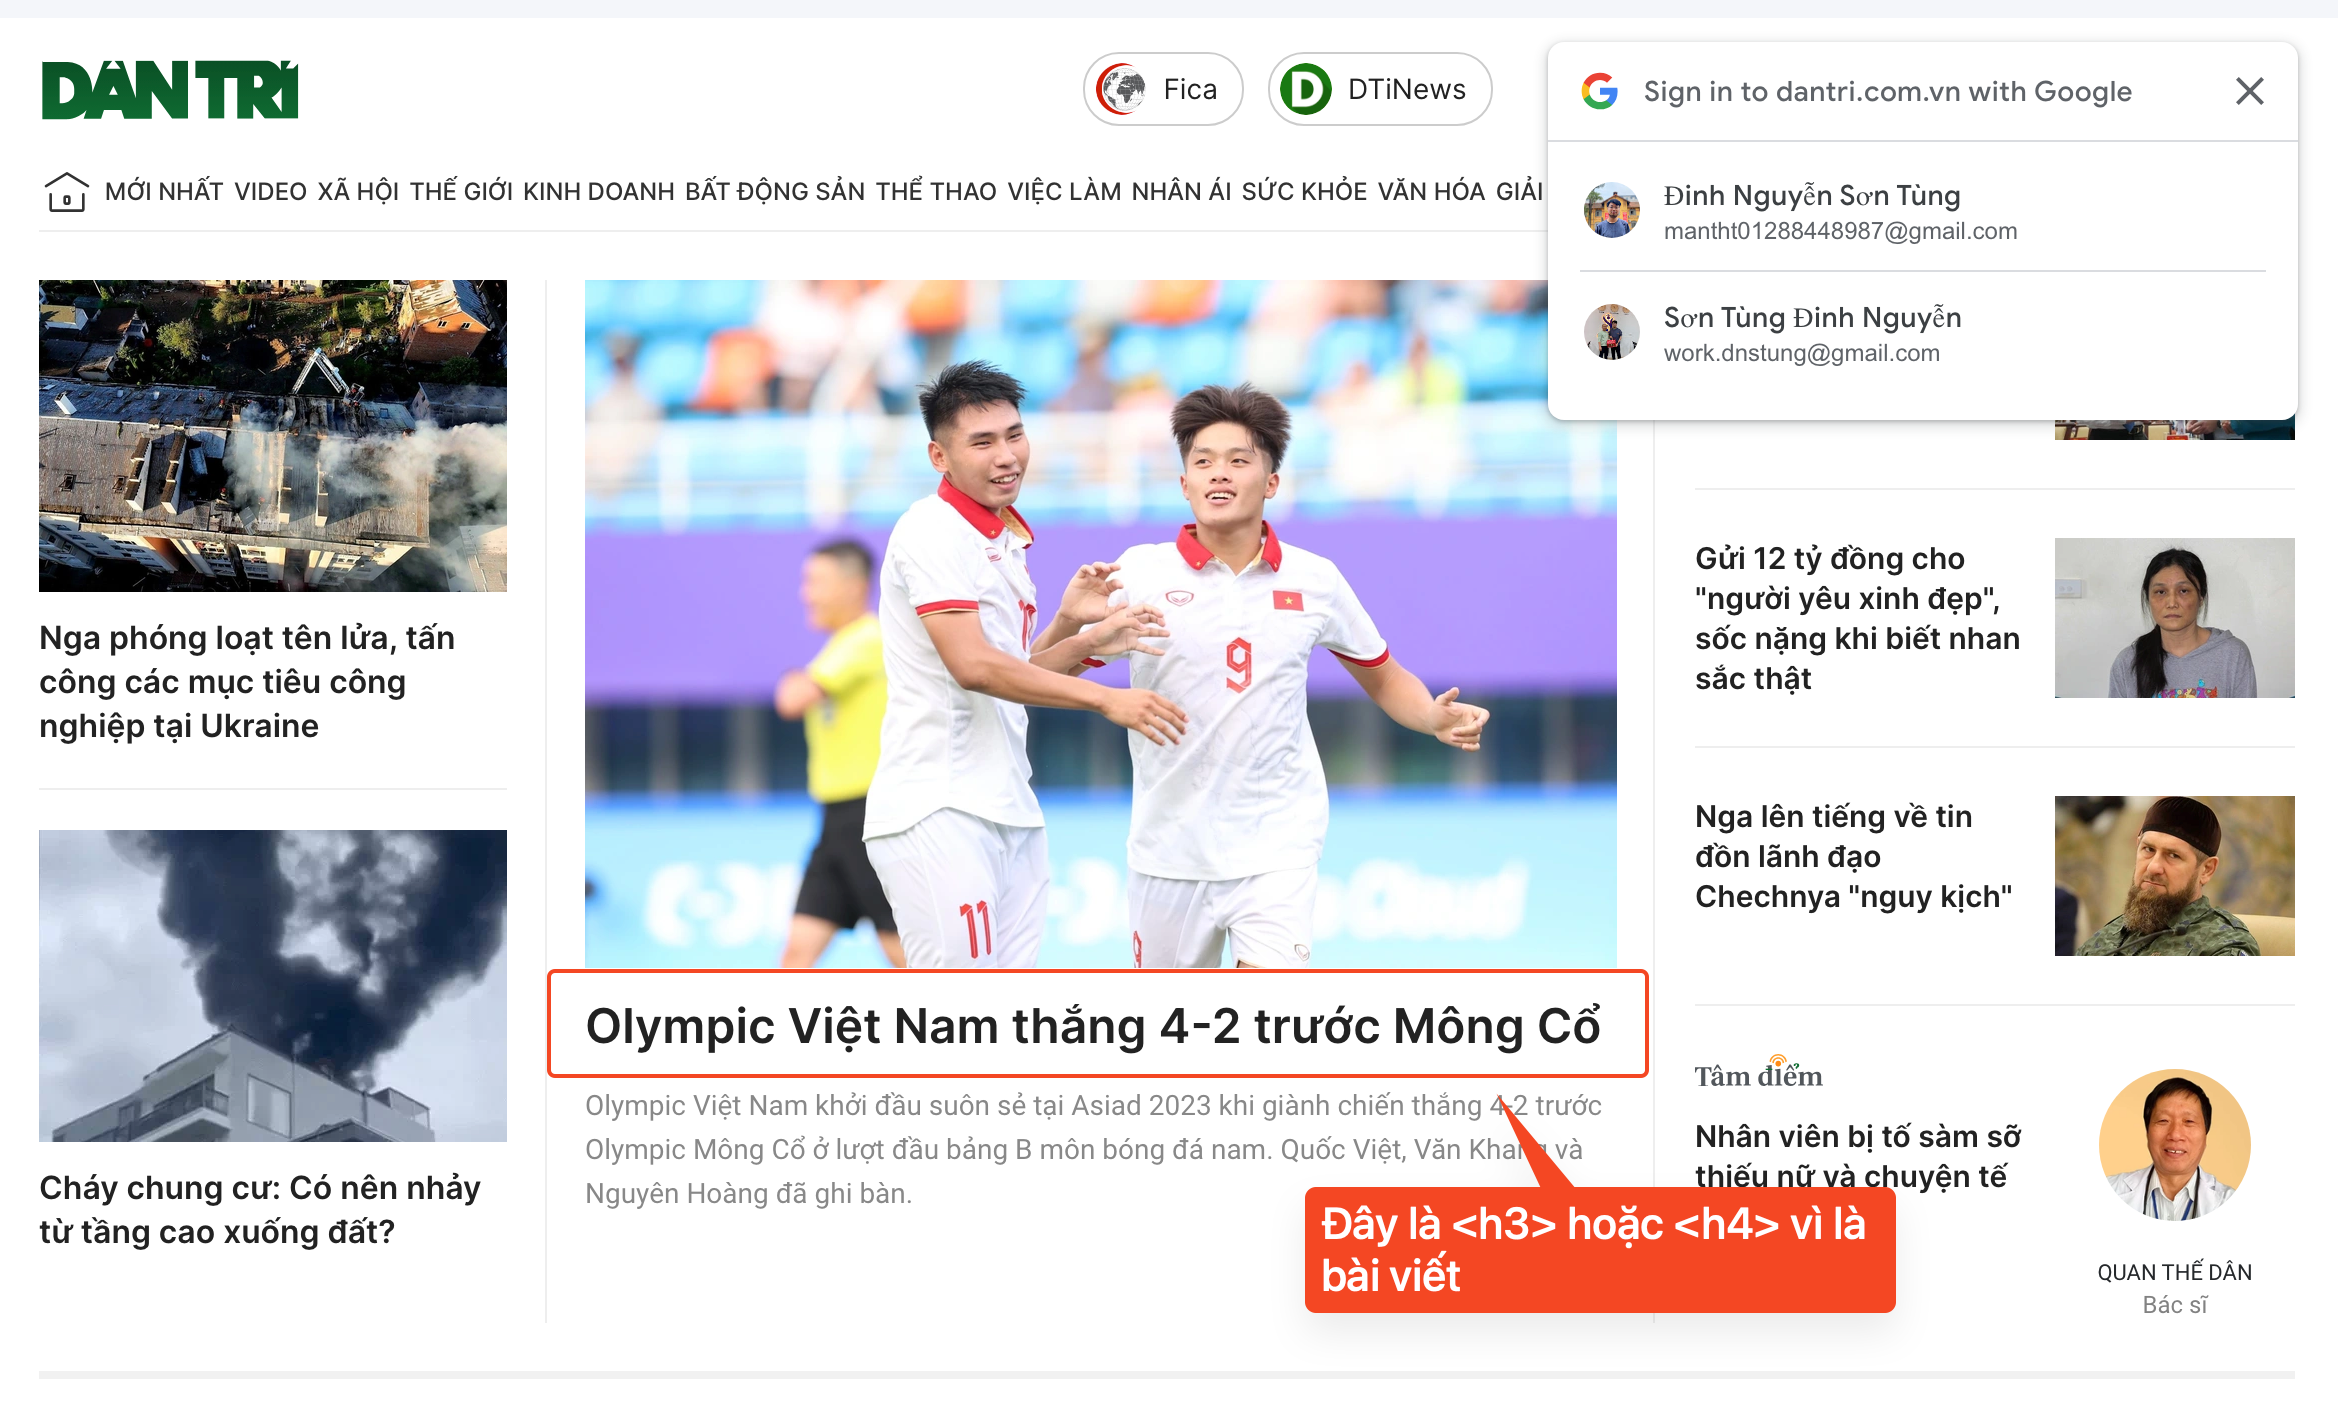 DÂN TRÍ
Fica
D
DTiNews
Sign in to dantri.com.vn with Google
Đinh Nguyễn Sơn Tùng
mantht01288448987@gmail.com
Sơn Tùng Đinh Nguyễn
work.dnstung@gmail.com
MỚI NHẤT VIDEO XÃ HỘI THẾ GIỚI KINH DOANH BẤT ĐỘNG SẢN THỂ THAO VIỆC LÀM NHÂN ÁI SỨC KHỎE VĂN HÓA GIẢI
Nga phóng loạt tên lửa, tấn
công các mục tiêu công
nghiệp tại Ukraine
Cháy chung cư: Có nên nhảy
từ tầng cao xuống đất?
9
11
9
Cloud
Olympic Việt Nam thắng 4-2 trước Mông Cổ
Olympic Việt Nam khởi đầu suôn sẻ tại Asiad 2023 khi giành chiến thắng 4-2 trước
Olympic Mông Cổ ở lượt đầu bảng B môn bóng đá nam. Quốc Việt, Văn Khang và
Nguyên Hoàng đã ghi bàn.
Đây là <h3> hoặc <h4> vì là
bài viết
Gửi 12 tỷ đồng cho
"người yêu xinh đẹp",
sốc nặng khi biết nhan
sắc thật
Nga lên tiếng về tin
đồn lãnh đạo
Chechnya "nguy kịch"
Tâm điểm
Nhân viên bị tố sàm sỡ
thiếu nữ và chuyện tế
QUAN THẾ DÂN
Bác sĩ